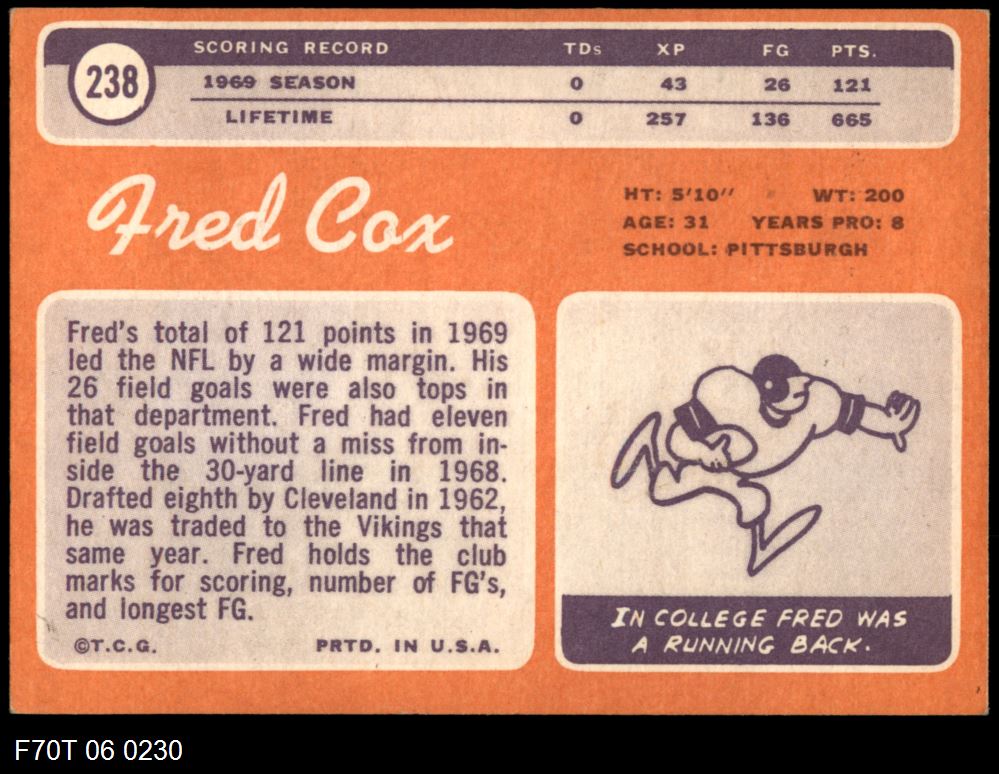 238
SCORING RECORD TDs XP FG PTS.
1969 SEASON 0 43 26 121
LIFETIME 0 257 136 665
Fred Cox
HT: 5'10" WT: 200
AGE: 31 YEARS PRO: 8
SCHOOL: PITTSBURGH
Fred's total of 121 points in 1969
led the NFL by a wide margin. His
26 field goals were also tops in
that department. Fred had eleven
field goals without a miss from in-
side the 30-yard line in 1968.
Drafted eighth by Cleveland in 1962,
he was traded to the Vikings that
same year. Fred holds the club
marks for scoring, number of FG's,
and longest FG.
©T.C.G. PRTD. IN U.S.A.
IN COLLEGE FRED WAS
A RUNNING BACK.
F70T 06 0230